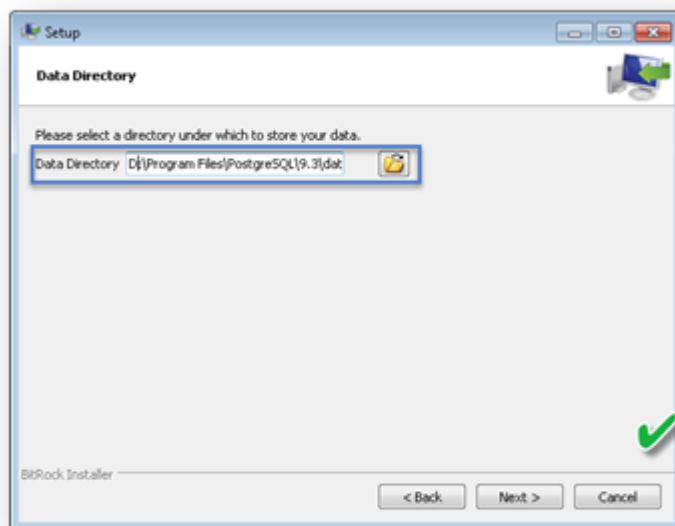 Setup
Data Directory
Please select a directory under which to store your data.
Data Directory D:\Program Files\PostgreSQL\9.3\dat
BitRock Installer
< Back Next > Cancel